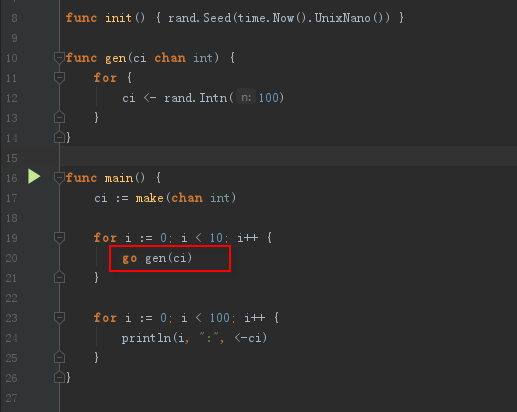 8 func init() { rand.Seed(time.Now().UnixNano()) }
9
10 func gen(ci chan int) {
11 for {
12 ci <- rand.Intn( n: 100)
13 }
14 }
15
16 func main() {
17 ci := make(chan int)
18
19 for i := 0; i < 10; i++ {
20 go gen(ci)
21 }
22
23 for i := 0; i < 100; i++ {
24 println(i, ":", <-ci)
25 }
26 }
27